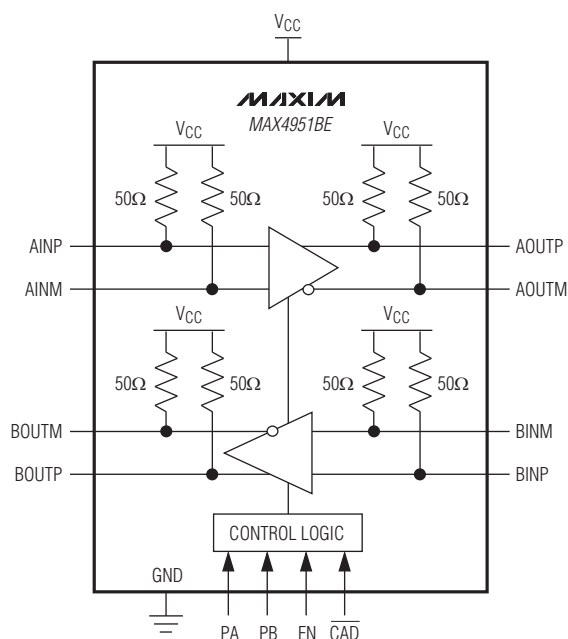 VCC
MAXIM
MAX4951BE
VCC
VCC
50Ω 50Ω 50Ω 50Ω
AINP AOUTP
AINM AOUTM
VCC
VCC
50Ω 50Ω 50Ω 50Ω
BOUTM BINM
BOUTP BINP
CONTROL LOGIC
GND
PA PB EN CAD